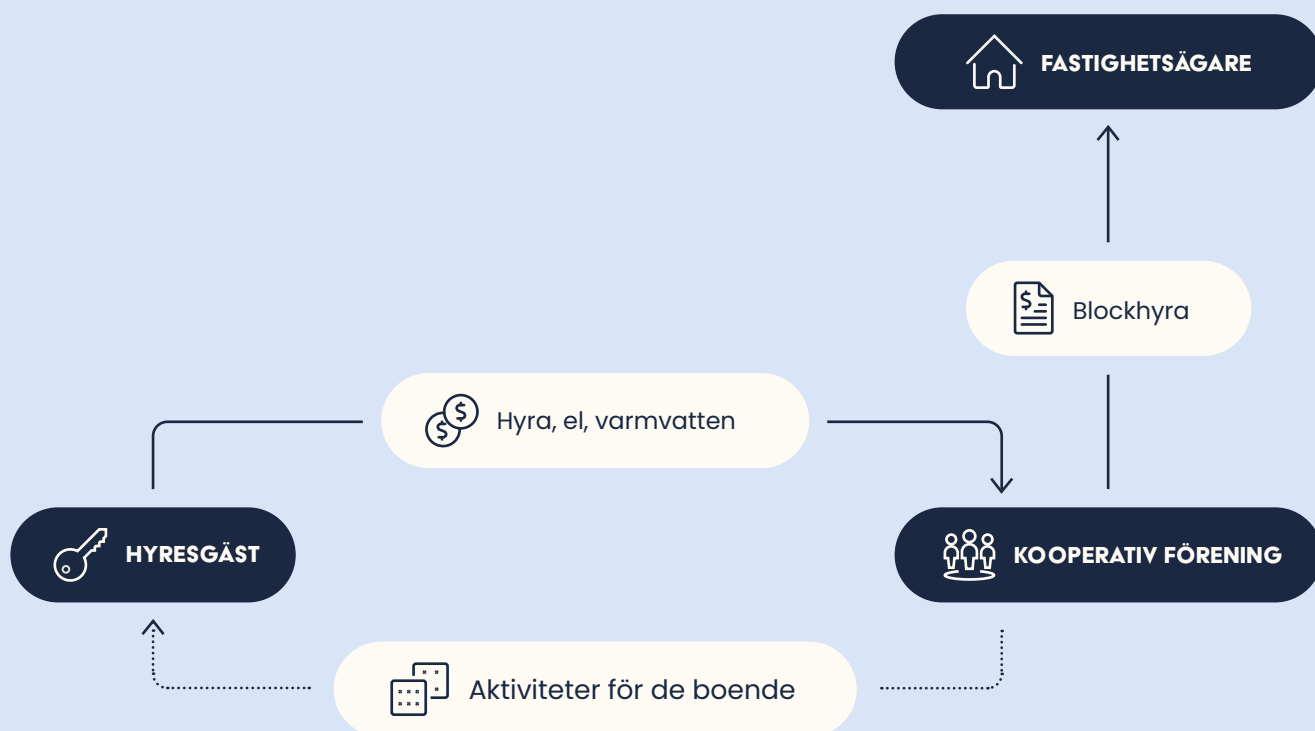 FASTIGHETSÄGARE
Blockhyra
Hyra, el, varmvatten
HYRESGÄST
KOOPERATIV FÖRENING
Aktiviteter för de boende